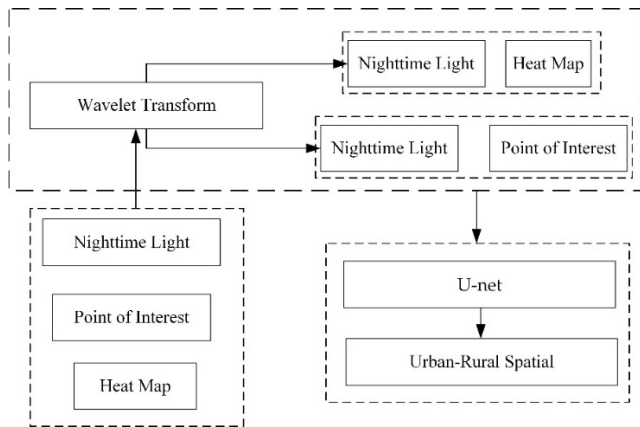 Nighttime Light
Heat Map
Wavelet Transform
Nighttime Light
Point of Interest
Nighttime Light
Point of Interest
Heat Map
U-net
Urban-Rural Spatial